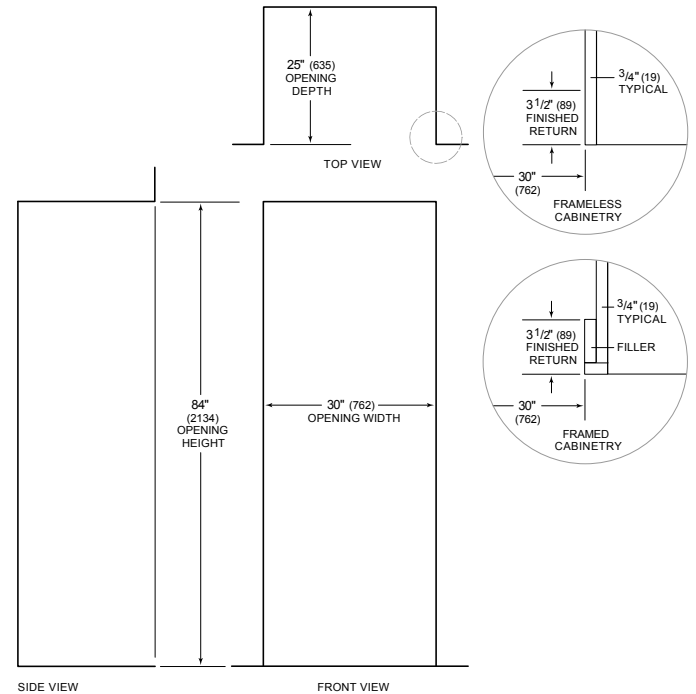 25" (635)
OPENING
DEPTH
TOP VIEW
3/4" (19)
TYPICAL
3 1/2" (89)
FINISHED
RETURN
30"
(762)
FRAMELESS
CABINETRY
3/4" (19)
TYPICAL
3 1/2" (89)
FINISHED
RETURN
FILLER
30"
(762)
FRAMED
CABINETRY
84"
(2134)
OPENING
HEIGHT
30" (762)
OPENING WIDTH
SIDE VIEW
FRONT VIEW